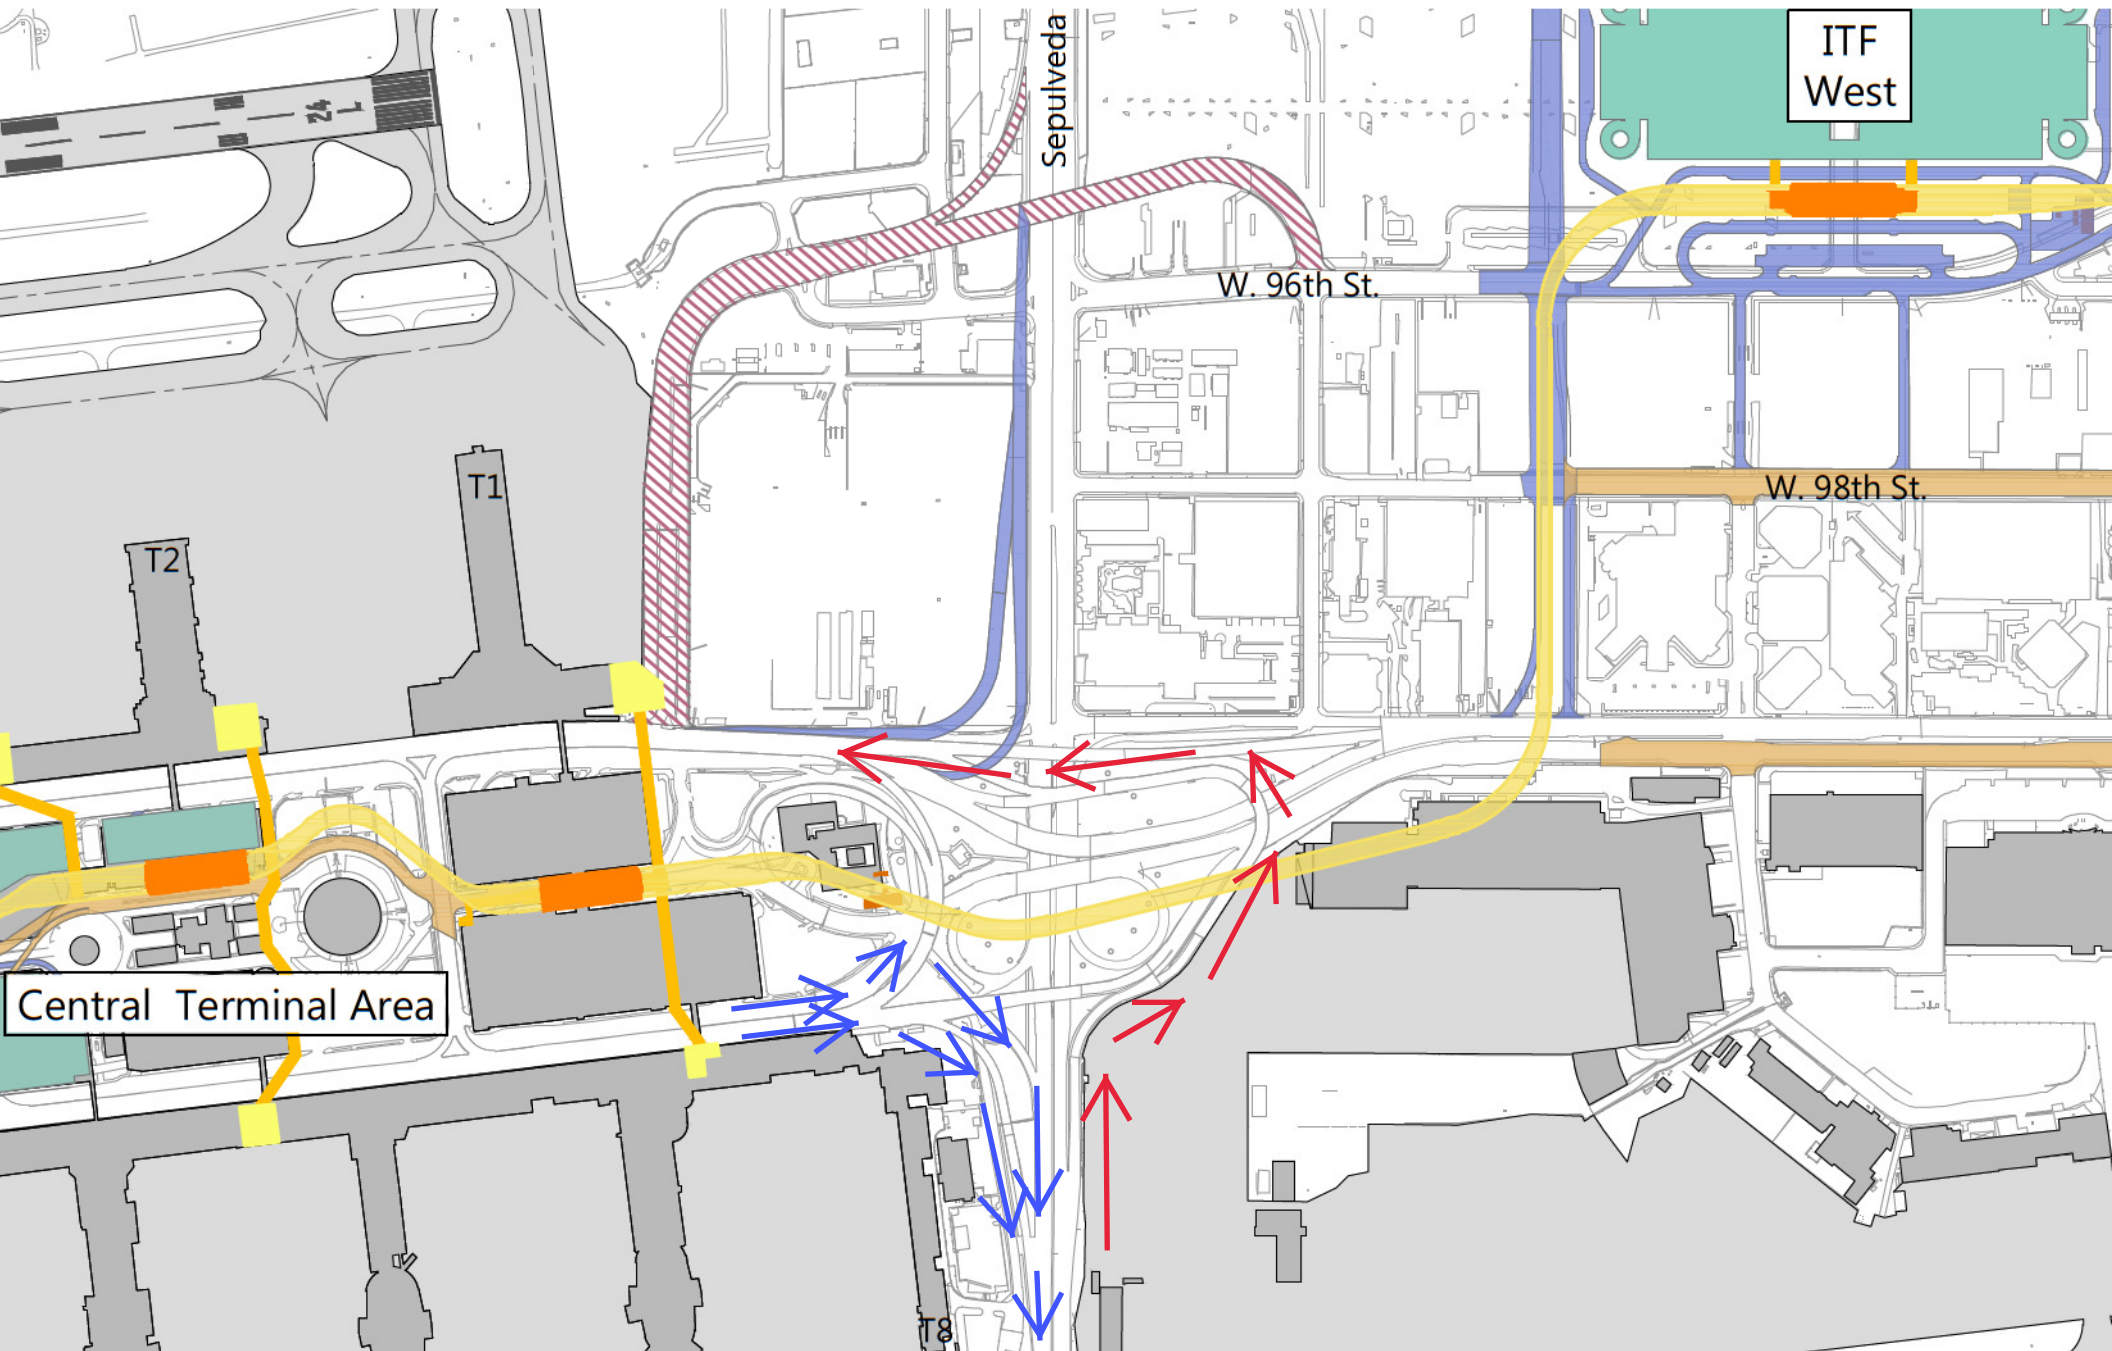 Sepulveda
ITF
West
24
L
W. 96th St.
W. 98th St.
T1
T2
Central Terminal Area
T8